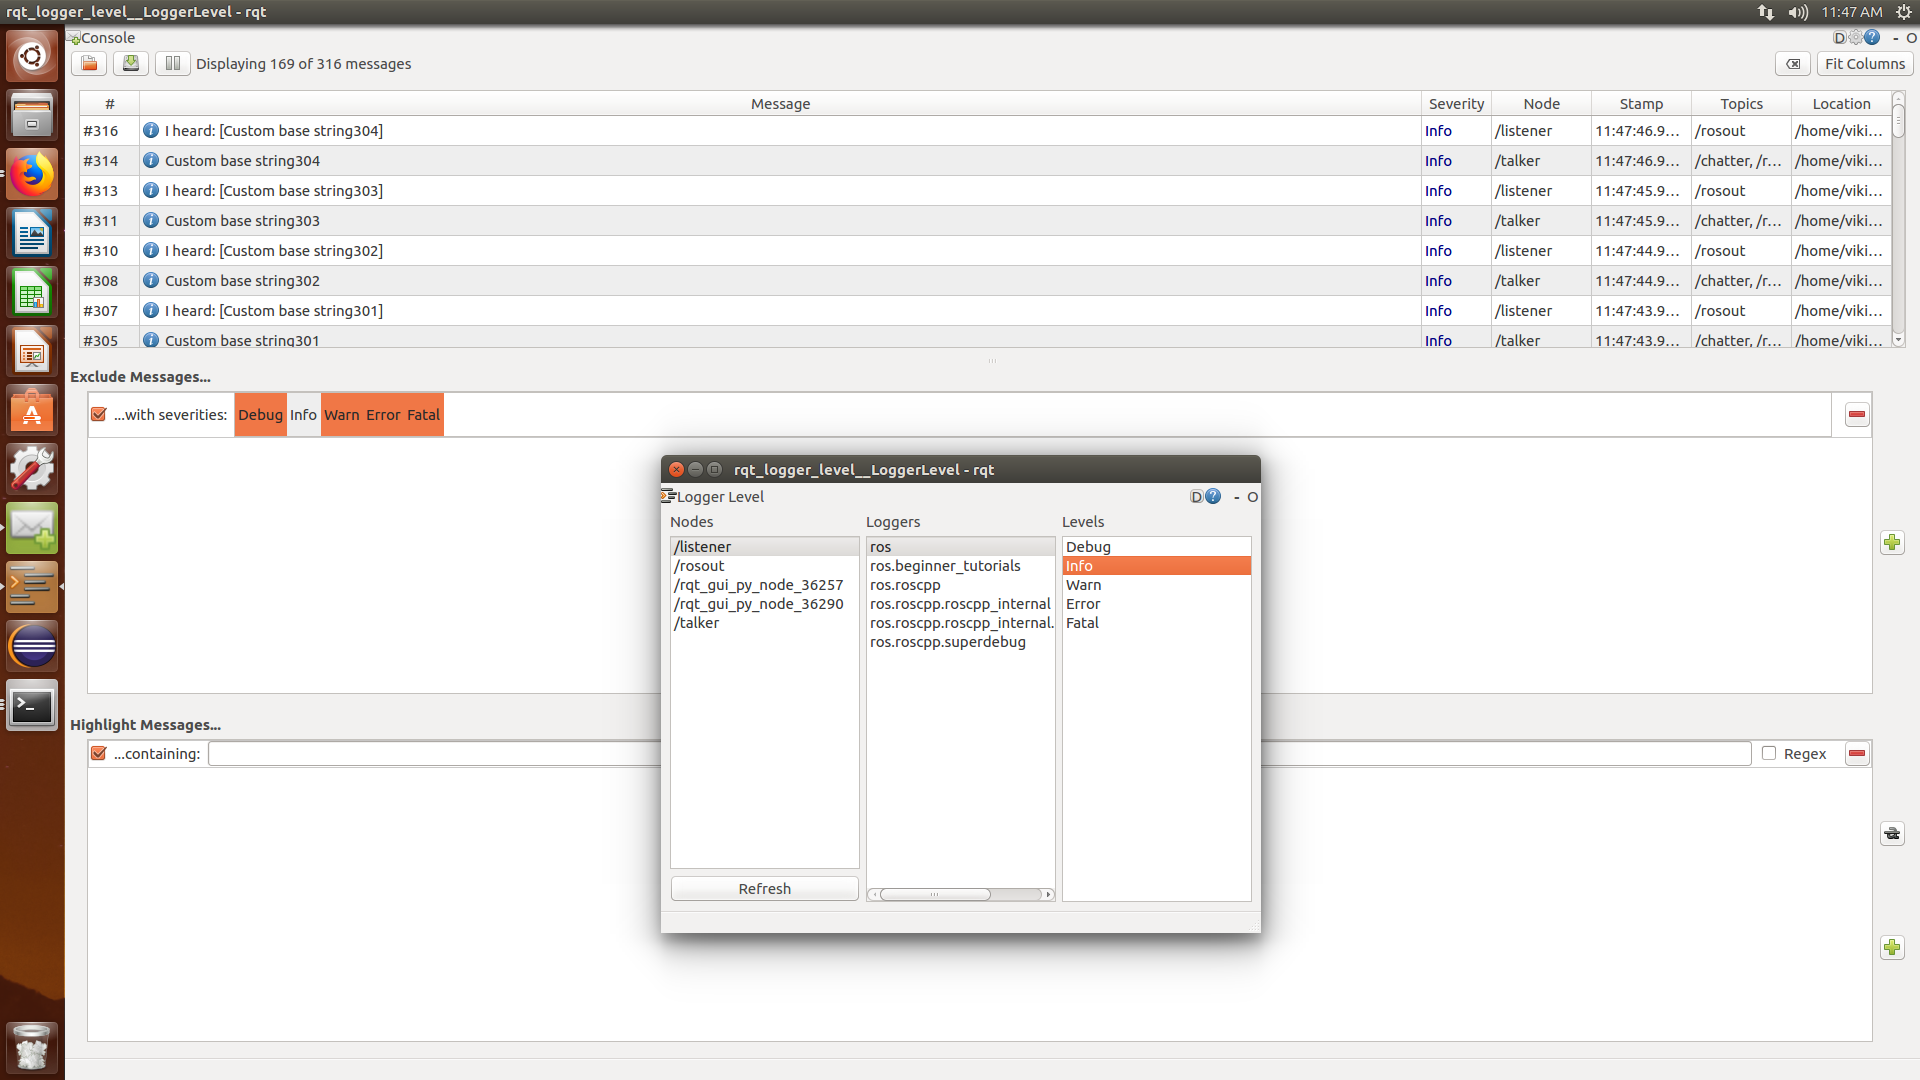 rqt_logger_level__LoggerLevel - rqt 11:47 AM
Console D ? - O
Displaying 169 of 316 messages Fit Columns
# Message Severity Node Stamp Topics Location
#316 I heard: [Custom base string304] Info /listener 11:47:46.9... /rosout /home/viki...
#314 Custom base string304 Info /talker 11:47:46.9... /chatter, /r... /home/viki...
#313 I heard: [Custom base string303] Info /listener 11:47:45.9... /rosout /home/viki...
#311 Custom base string303 Info /talker 11:47:45.9... /chatter, /r... /home/viki...
#310 I heard: [Custom base string302] Info /listener 11:47:44.9... /rosout /home/viki...
#308 Custom base string302 Info /talker 11:47:44.9... /chatter, /r... /home/viki...
#307 I heard: [Custom base string301] Info /listener 11:47:43.9... /rosout /home/viki...
#305 Custom base string301 Info /talker 11:47:43.9... /chatter, /r... /home/viki...
Exclude Messages...
...with severities: Debug Info Warn Error Fatal
rqt_logger_level__LoggerLevel - rqt
Logger Level D ? - O
Nodes Loggers Levels
/listener ros Debug
/rosout ros.beginner_tutorials Info
/rqt_gui_py_node_36257 ros.roscpp Warn
/rqt_gui_py_node_36290 ros.roscpp.roscpp_internal Error
/talker ros.roscpp.roscpp_internal. Fatal
ros.roscpp.superdebug
Refresh
Highlight Messages...
...containing: Regex